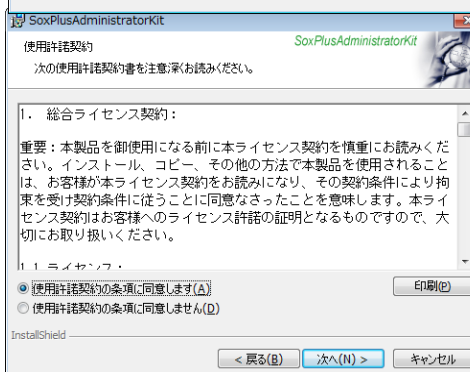 SoxPlusAdministratorKit
使用許諾契約
SoxPlusAdministratorKit
次の使用許諾契約書を注意深くお読みください。
1. 総合ライセンス契約：
重要：本製品を御使用になる前に本ライセンス契約を慎重にお読みくだ
さい。インストール、コピー、その他の方法で本製品を使用されること
は、お客様が本ライセンス契約をお読みになり、その契約条件により拘
束を受け契約条件に従うことに同意なさったことを意味します。本ライ
センス契約はお客様へのライセンス許諾の証明となるものですので、大
切にお取り扱いください。
1.1 ライセンス：
使用許諾契約の条項に同意します(A)
印刷(P)
使用許諾契約の条項に同意しません(D)
InstallShield
< 戻る(B)
次へ(N) >
キャンセル